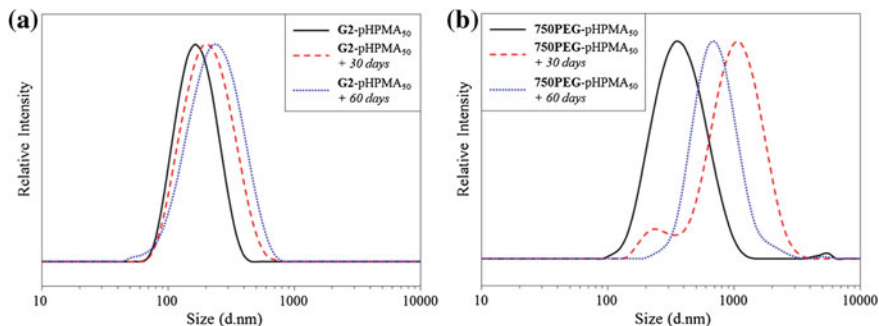 (a)
Relative Intensity
G2-pHPMA₅₀
G2-pHPMA₅₀
+ 30 days
G2-pHPMA₅₀
+ 60 days
10
100
1000
10000
Size (d.nm)
(b)
Relative Intensity
750PEG-pHPMA₅₀
750PEG-pHPMA₅₀
+ 30 days
750PEG-pHPMA₅₀
+ 60 days
10
100
1000
10000
Size (d.nm)